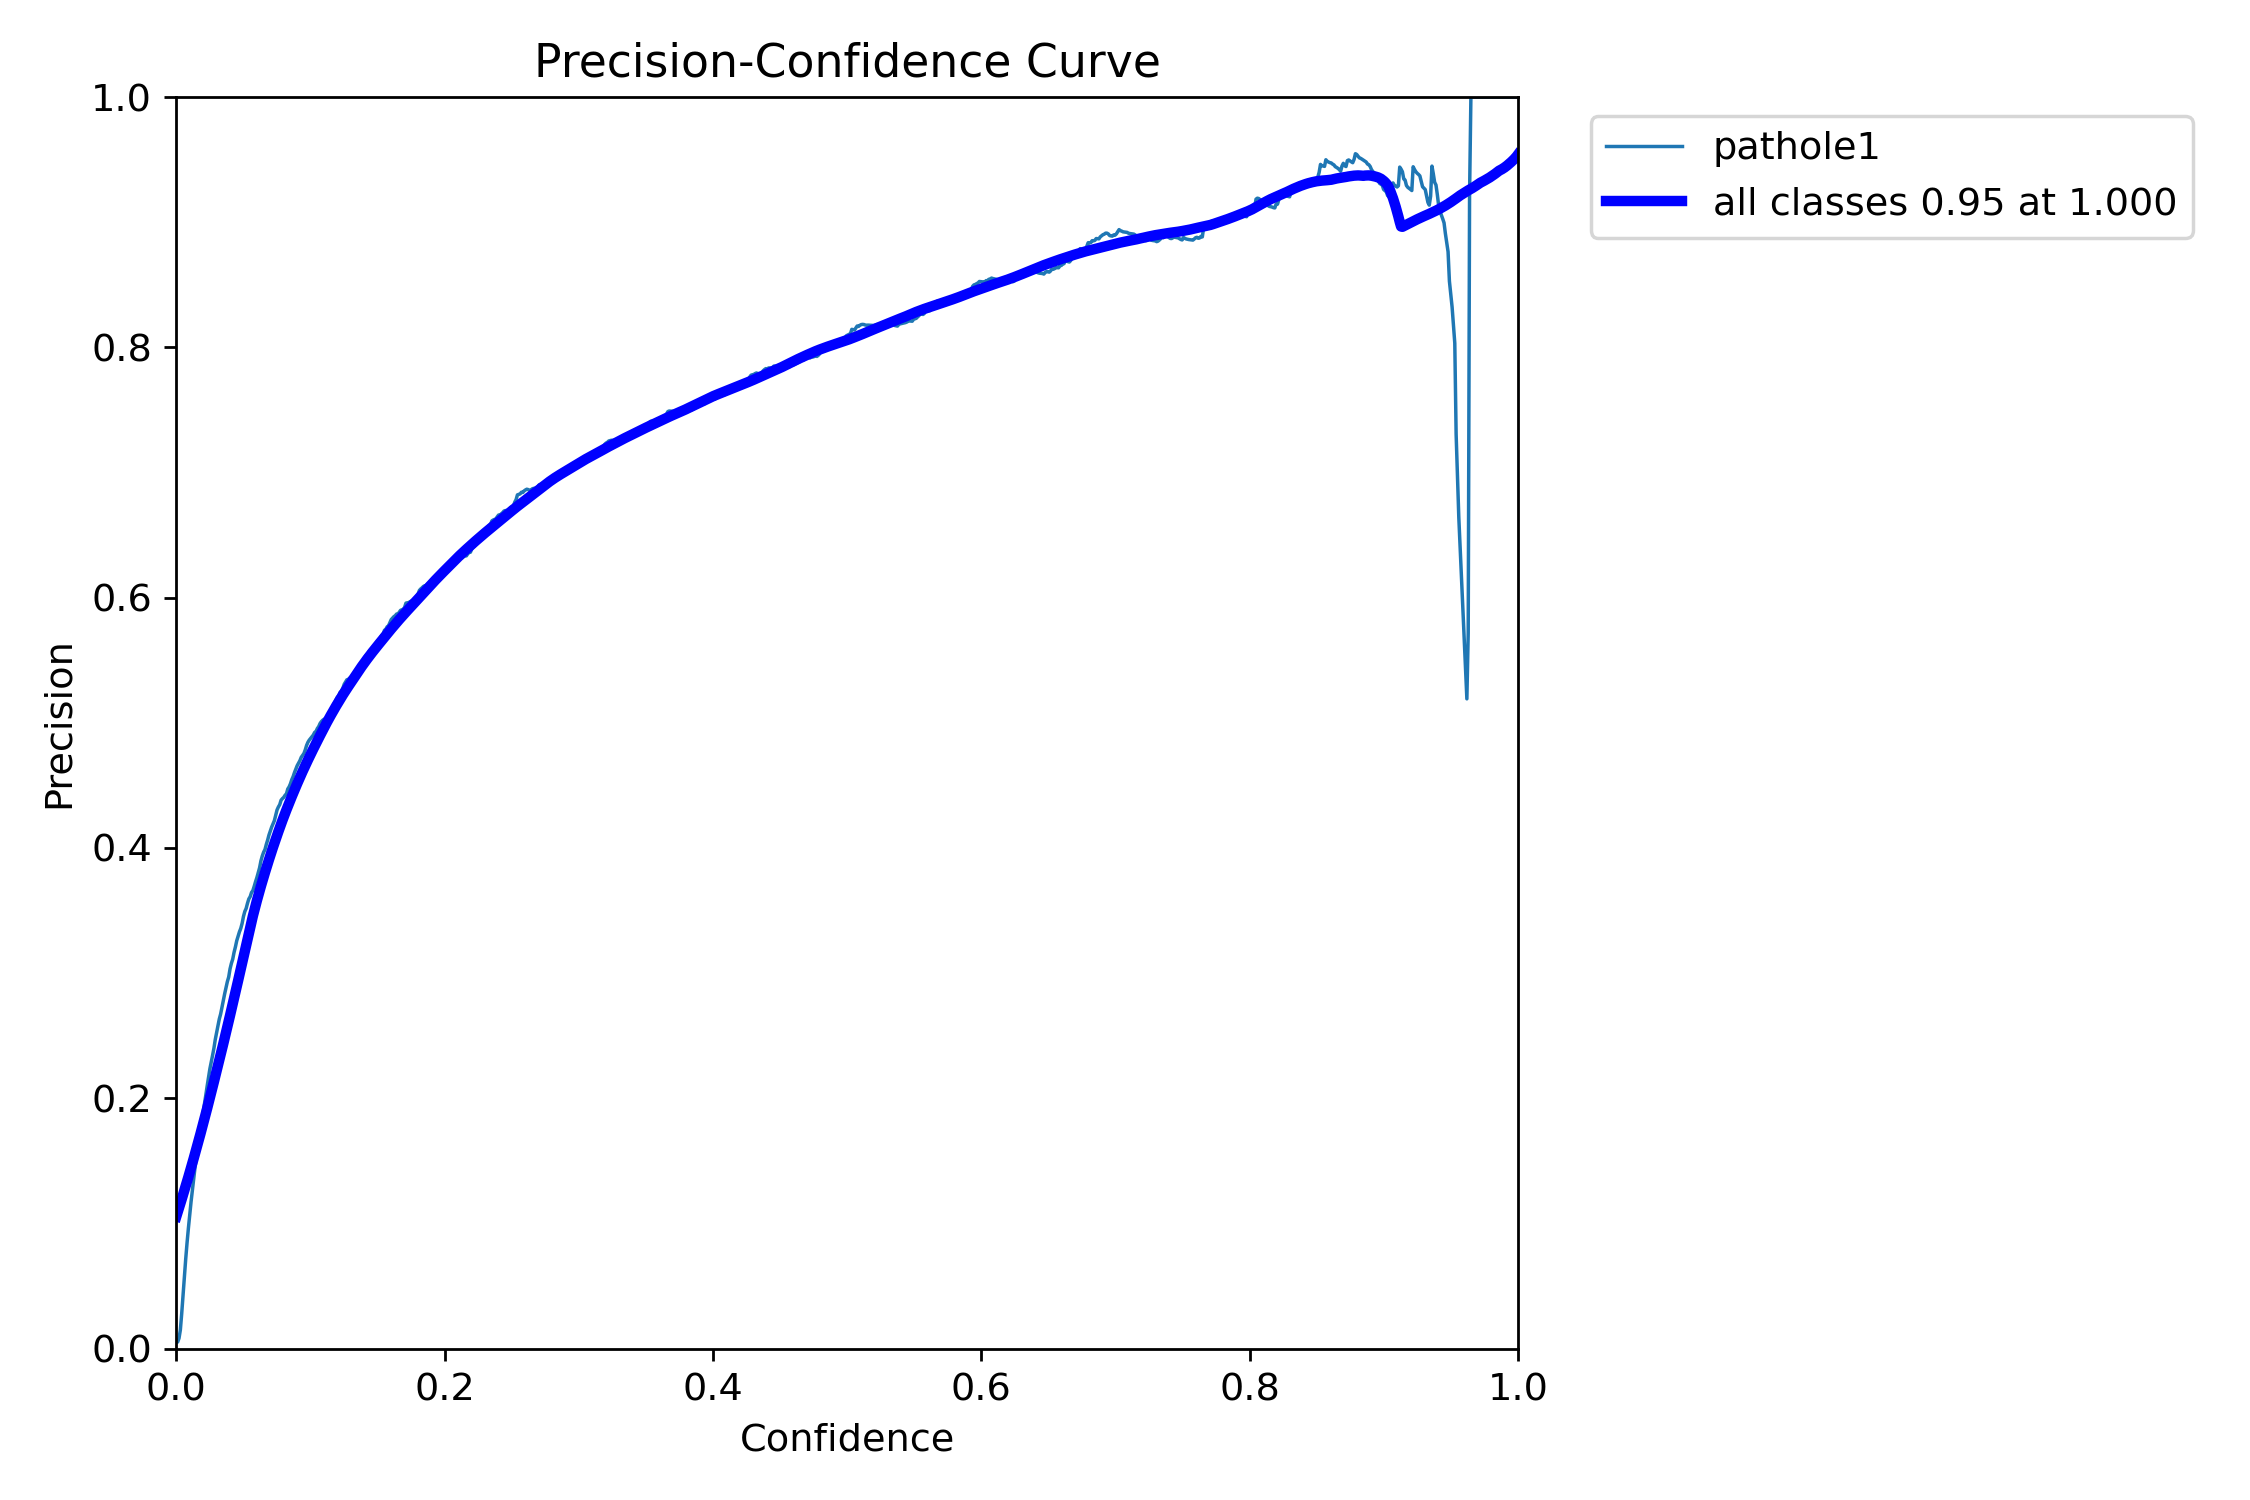 Precision-Confidence Curve
pathole1
all classes 0.95 at 1.000
Precision
1.0
0.8
0.6
0.4
0.2
0.0
0.0 0.2 0.4 0.6 0.8 1.0
Confidence